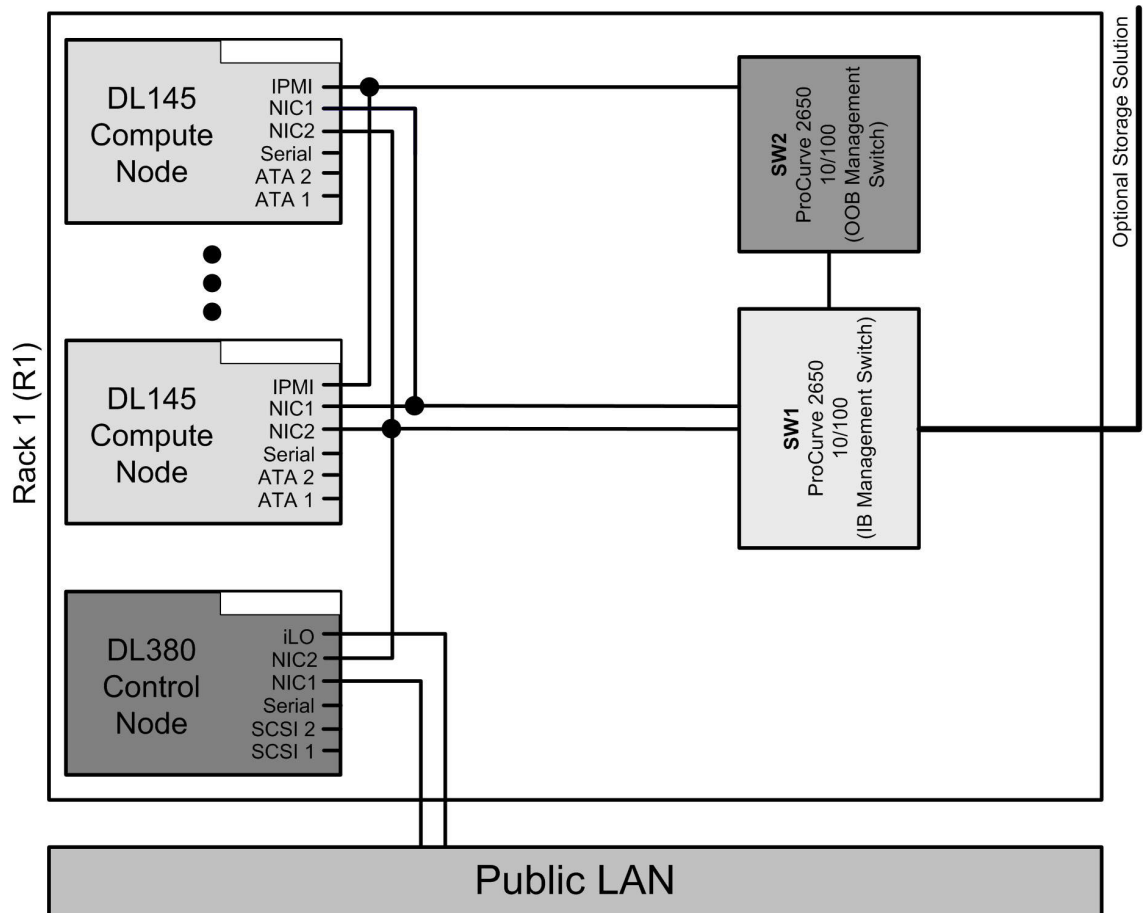 Rack 1 (R1)
DL145
Compute
Node
IPMI
NIC1
NIC2
Serial
ATA 2
ATA 1
DL145
Compute
Node
IPMI
NIC1
NIC2
Serial
ATA 2
ATA 1
DL380
Control
Node
iLO
NIC2
NIC1
Serial
SCSI 2
SCSI 1
SW2
ProCurve 2650
10/100
(OOB Management
Switch)
SW1
ProCurve 2650
10/100
(IB Management Switch)
Optional Storage Solution
Public LAN